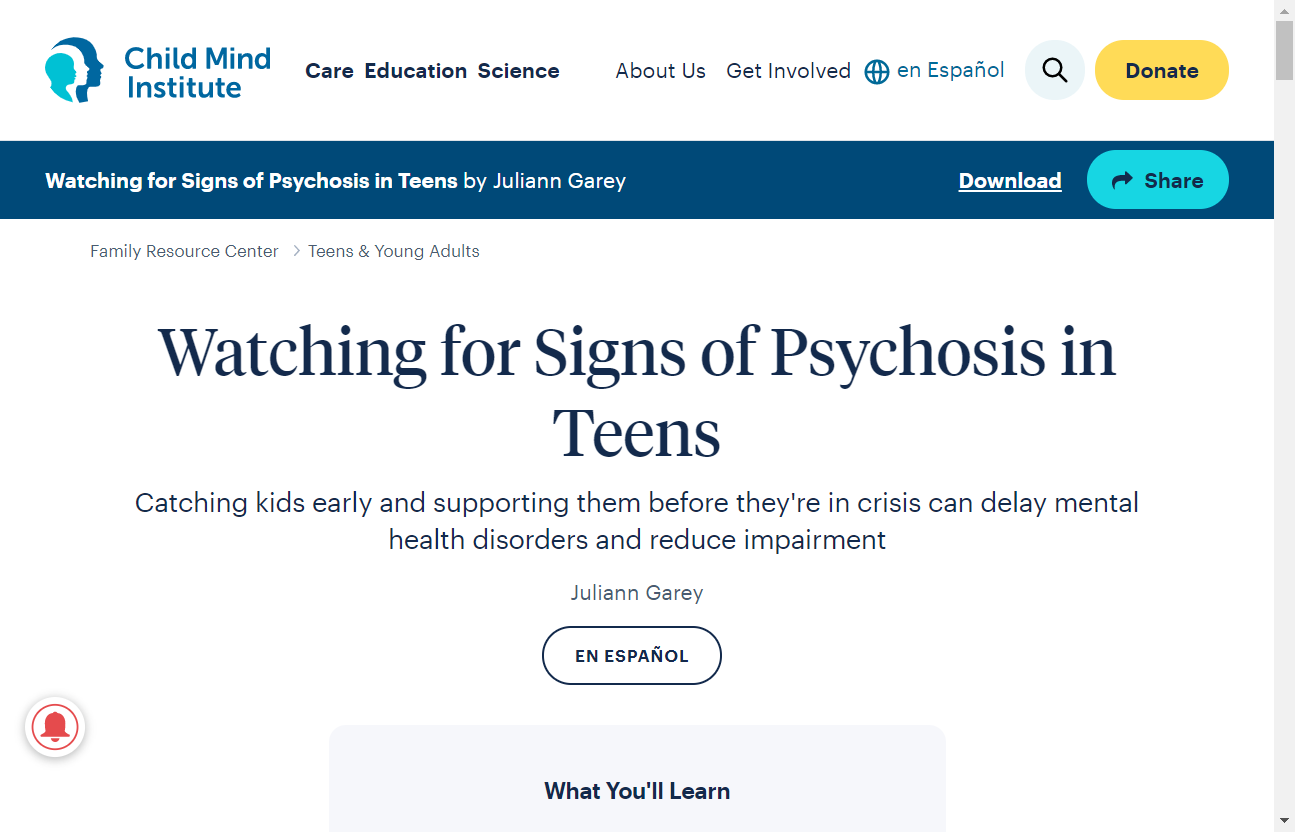 Child Mind
Institute
Care Education Science
About Us Get Involved en Español
Donate
Watching for Signs of Psychosis in Teens by Juliann Garey
Download
Share
Family Resource Center
Teens & Young Adults
Watching for Signs of Psychosis in
Teens
Catching kids early and supporting them before they're in crisis can delay mental
health disorders and reduce impairment
Juliann Garey
EN ESPAÑOL
What You'll Learn